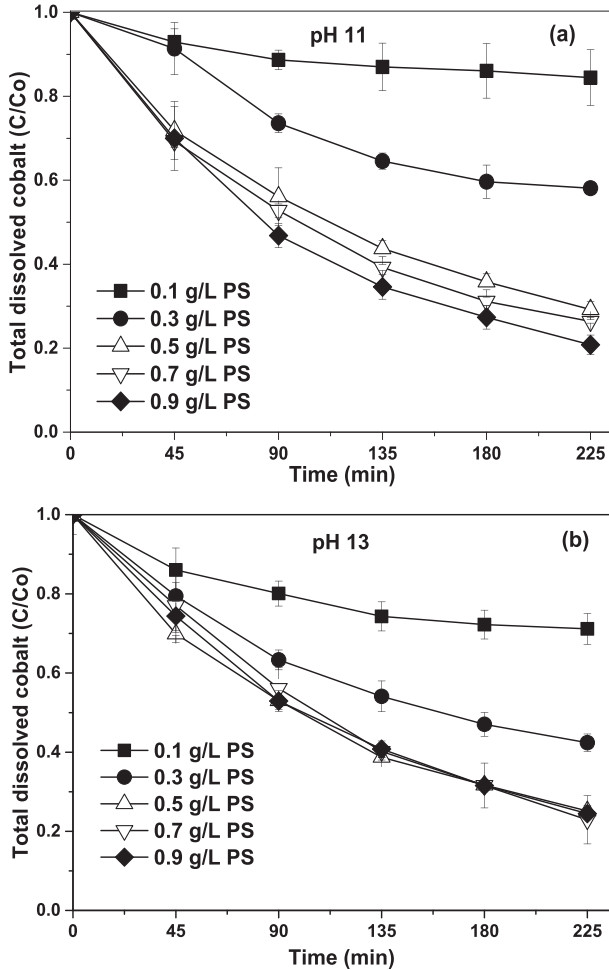 pH 11
(a)
Total dissolved cobalt (C/Co)
1.0
0.8
0.6
0.4
0.2
0.0
0.1 g/L PS
0.3 g/L PS
0.5 g/L PS
0.7 g/L PS
0.9 g/L PS
0 45 90 135 180 225
Time (min)
pH 13
(b)
Total dissolved cobalt (C/Co)
1.0
0.8
0.6
0.4
0.2
0.0
0.1 g/L PS
0.3 g/L PS
0.5 g/L PS
0.7 g/L PS
0.9 g/L PS
0 45 90 135 180 225
Time (min)